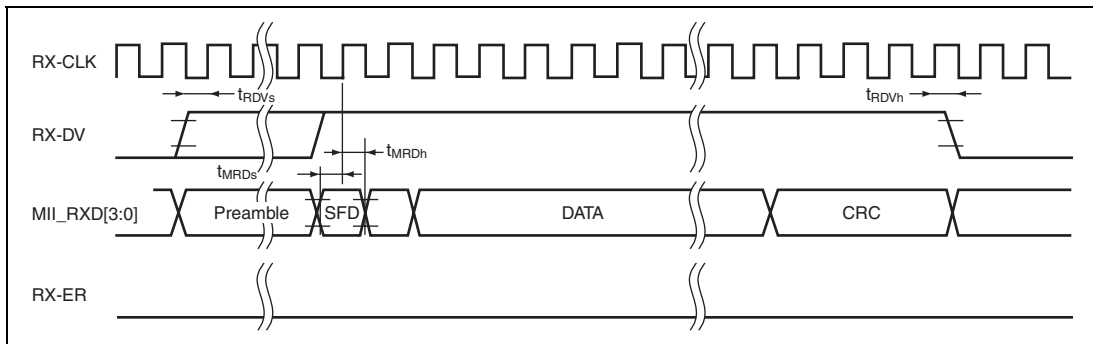 RX-CLK
tRDVs
tRDVh
RX-DV
tMRDh
tMRDs
MII_RXD[3:0]
Preamble
SFD
DATA
CRC
RX-ER